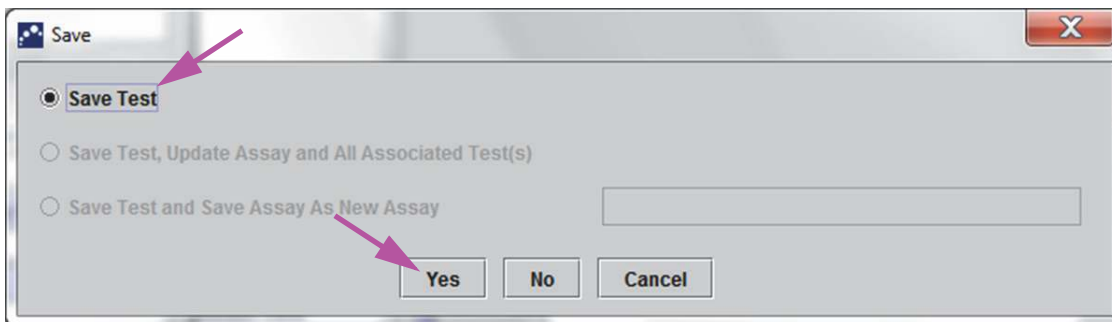 Save
Save Test
Save Test, Update Assay and All Associated Test(s)
Save Test and Save Assay As New Assay
Yes No Cancel